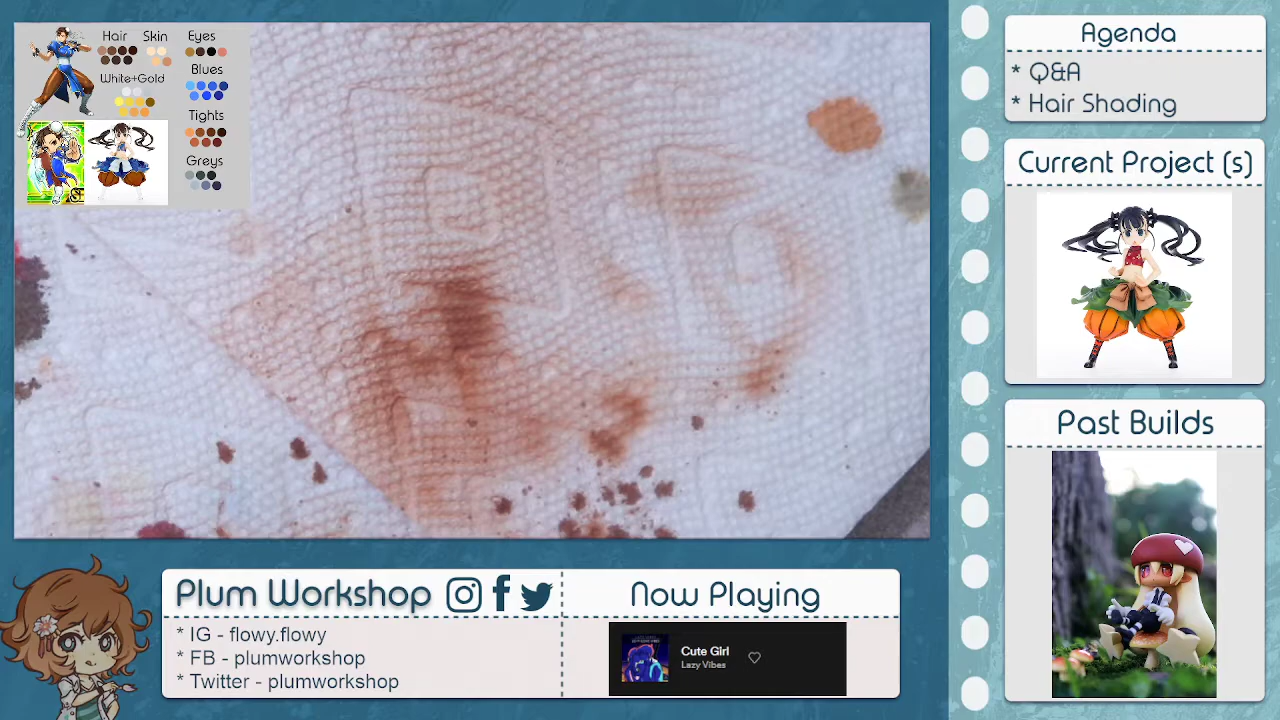 Hair
Skin
Eyes
White+Gold
Blues
Tights
Greys
Agenda
* Q&A
* Hair Shading
Current Project (s)
Past Builds
Plum Workshop
* IG - flowy.flowy
* FB - plumworkshop
* Twitter - plumworkshop
Now Playing
Cute Girl
Lazy Vibes